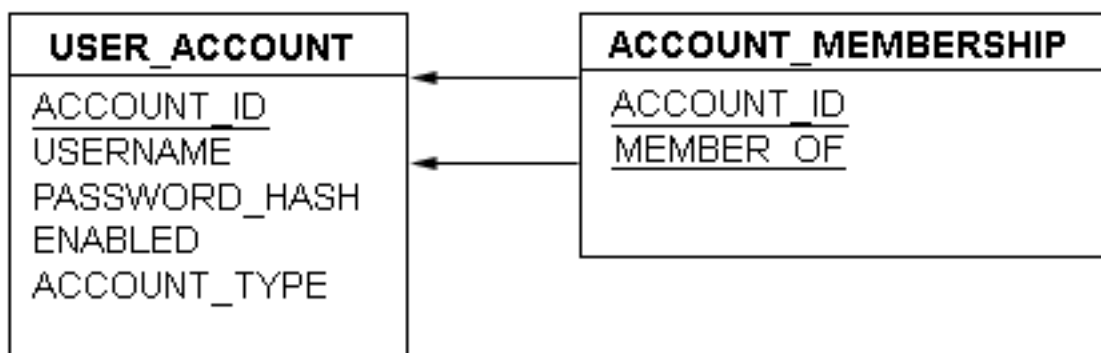 USER_ACCOUNT
ACCOUNT_ID
USERNAME
PASSWORD_HASH
ENABLED
ACCOUNT_TYPE
ACCOUNT_MEMBERSHIP
ACCOUNT_ID
MEMBER_OF